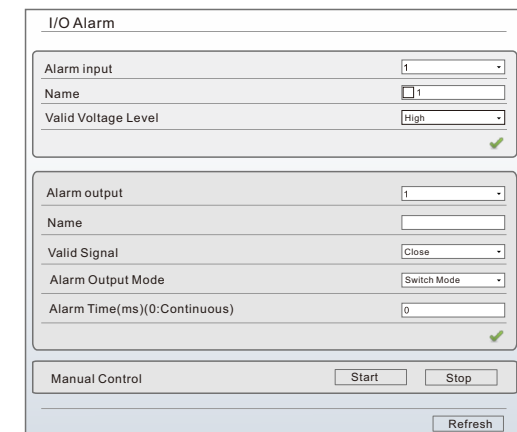 I/O Alarm
Alarm input 1
Name 1
Valid Voltage Level High
Alarm output 1
Name
Valid Signal Close
Alarm Output Mode Switch Mode
Alarm Time(ms)(0:Continuous) 0
Manual Control Start Stop
Refresh